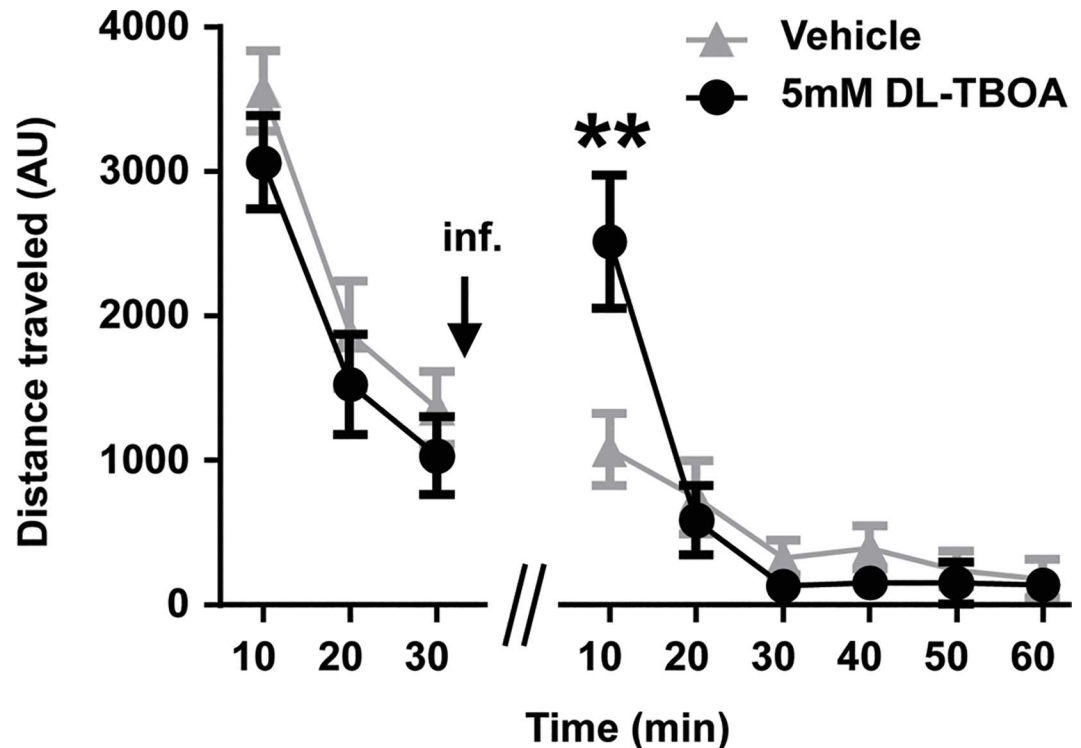 Vehicle
5mM DL-TBOA
Distance traveled (AU)
4000
3000
2000
1000
0
inf.
**
10 20 30 10 20 30 40 50 60
Time (min)